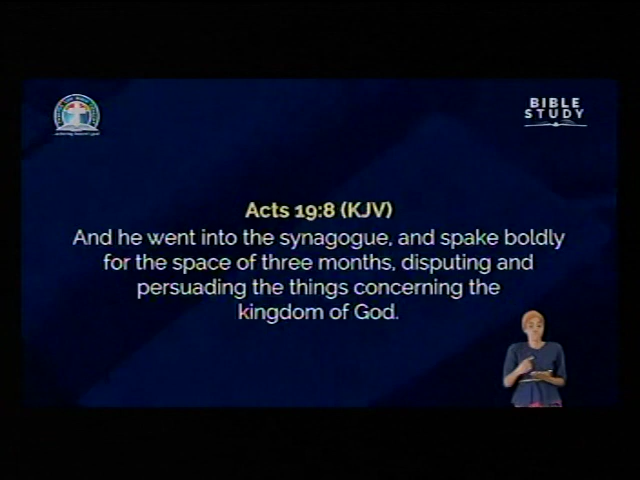 BIBLE
STUDY
Acts 19:8 (KJV)
And he went into the synagogue, and spake boldly
for the space of three months, disputing and
persuading the things concerning the
kingdom of God.